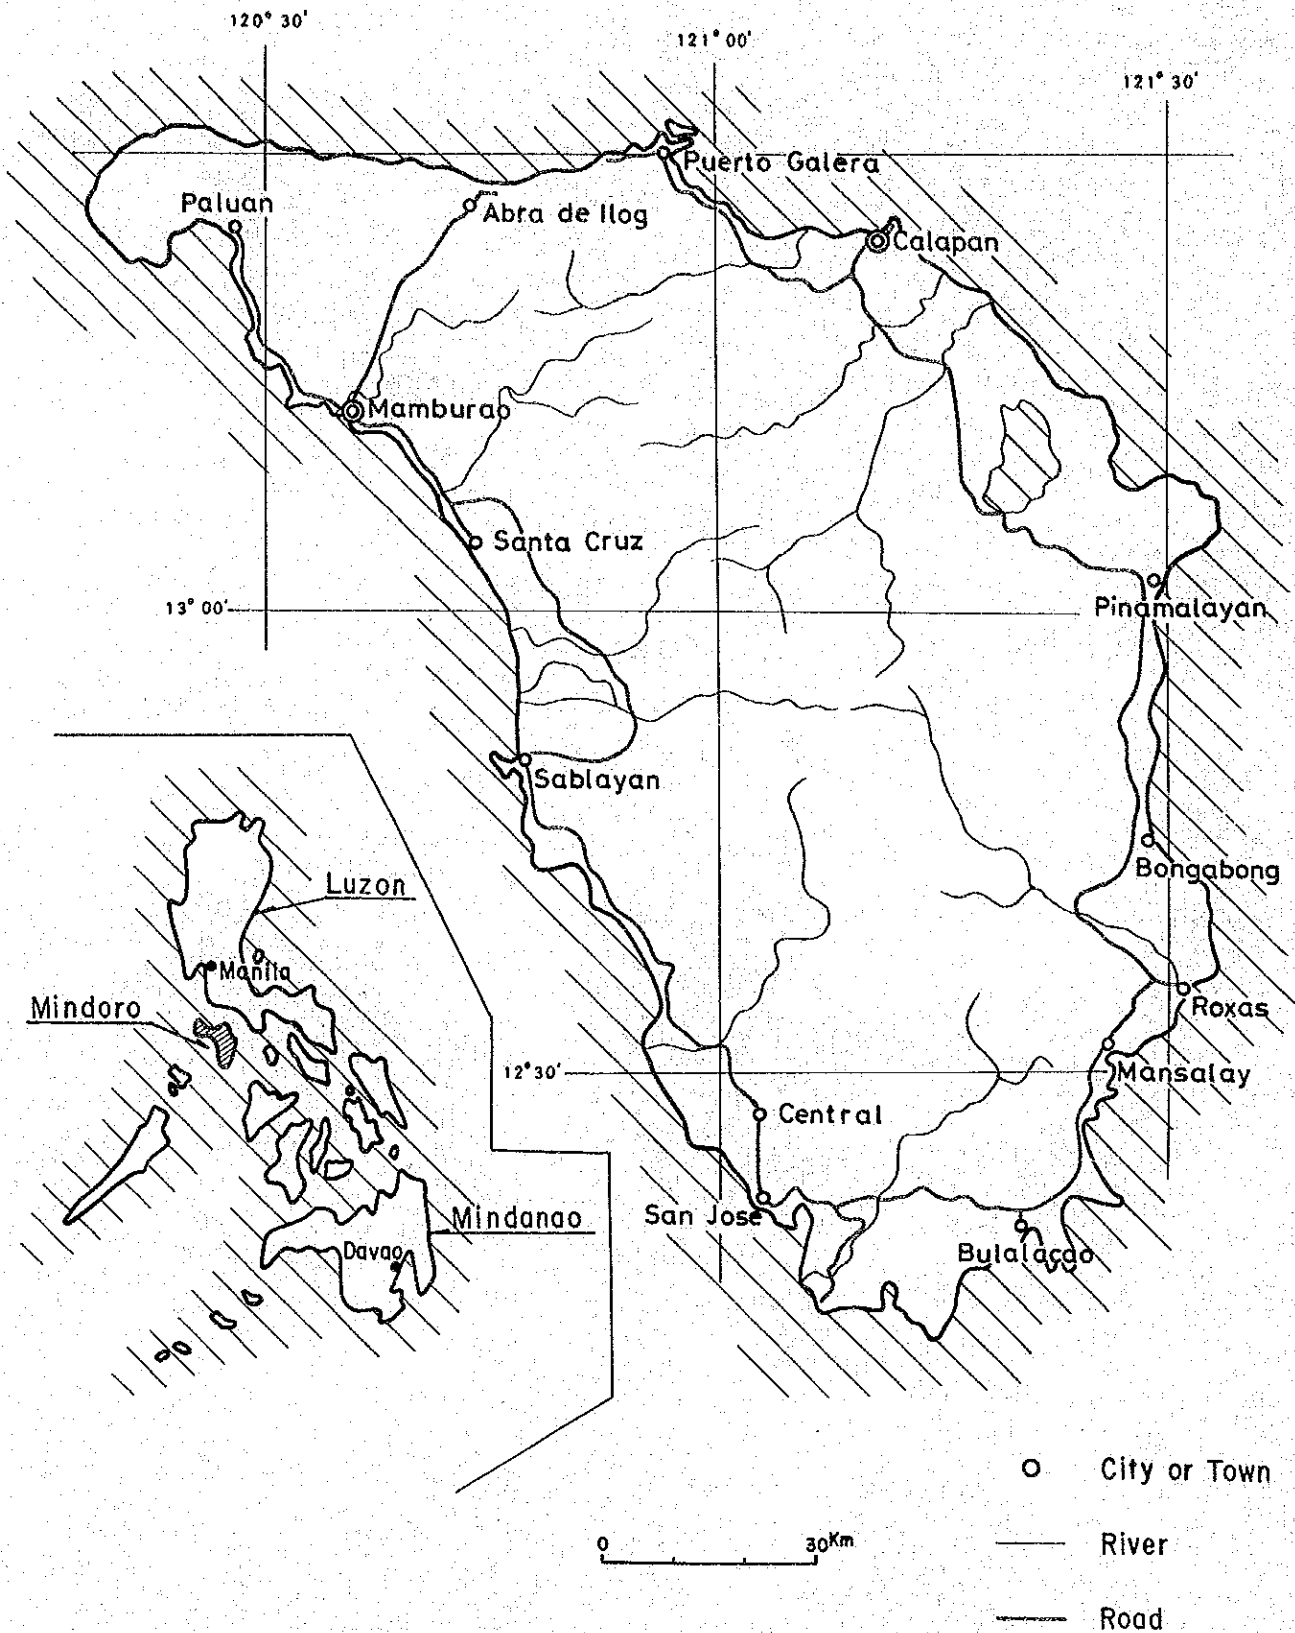 120° 30'
121° 00'
121° 30'
Puerto Galera
Paluan
Abra de Ilog
Calapan
Mamburao
Santa Cruz
13° 00'
Pinamalayan
Sablayan
Bongabong
Luzon
Manila
Mindoro
Roxas
12° 30'
Mansalay
Central
San Jose
Mindanao
Davao
Bulalacao
City or Town
0 30Km
River
Road